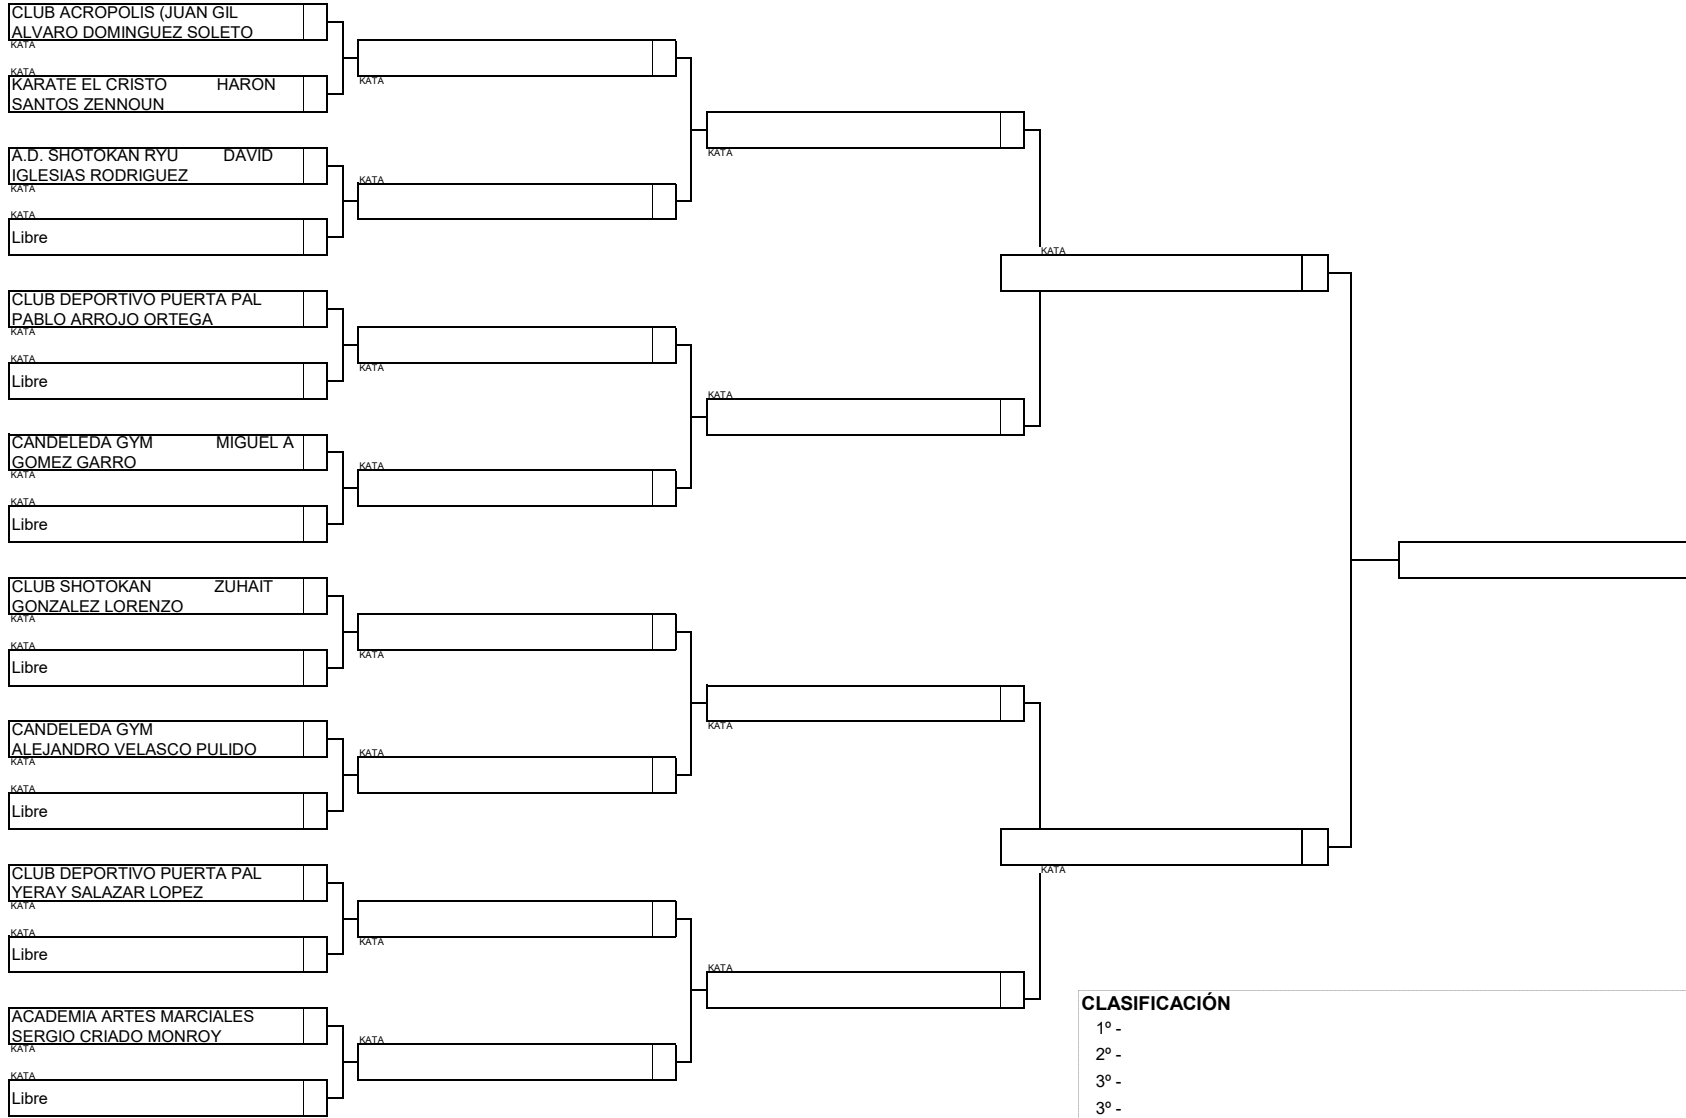 CLUB ACROPOLIS (JUAN GIL
ALVARO DOMINGUEZ SOLETO
KATA
KATA
KARATE EL CRISTO HARON
SANTOS ZENNOUN
KATA
A.D. SHOTOKAN RYU DAVID
IGLESIAS RODRIGUEZ
KATA
KATA
KATA
KATA
Libre
KATA
CLUB DEPORTIVO PUERTA PAL
PABLO ARROJO ORTEGA
KATA
KATA
Libre
KATA
KATA
CANDELEDA GYM MIGUEL A
GOMEZ GARRO
KATA
KATA
KATA
Libre
CLUB SHOTOKAN ZUHAIT
GONZALEZ LORENZO
KATA
KATA
Libre
KATA
CANDELEDA GYM
ALEJANDRO VELASCO PULIDO
KATA
KATA
KATA
KATA
Libre
CLUB DEPORTIVO PUERTA PAL
YERAY SALAZAR LOPEZ
KATA
KATA
KATA
Libre
KATA
KATA
ACADEMIA ARTES MARCIALES
SERGIO CRIADO MONROY
KATA
KATA
KATA
Libre
CLASIFICACIÓN
1º -
2º -
3º -
3º -